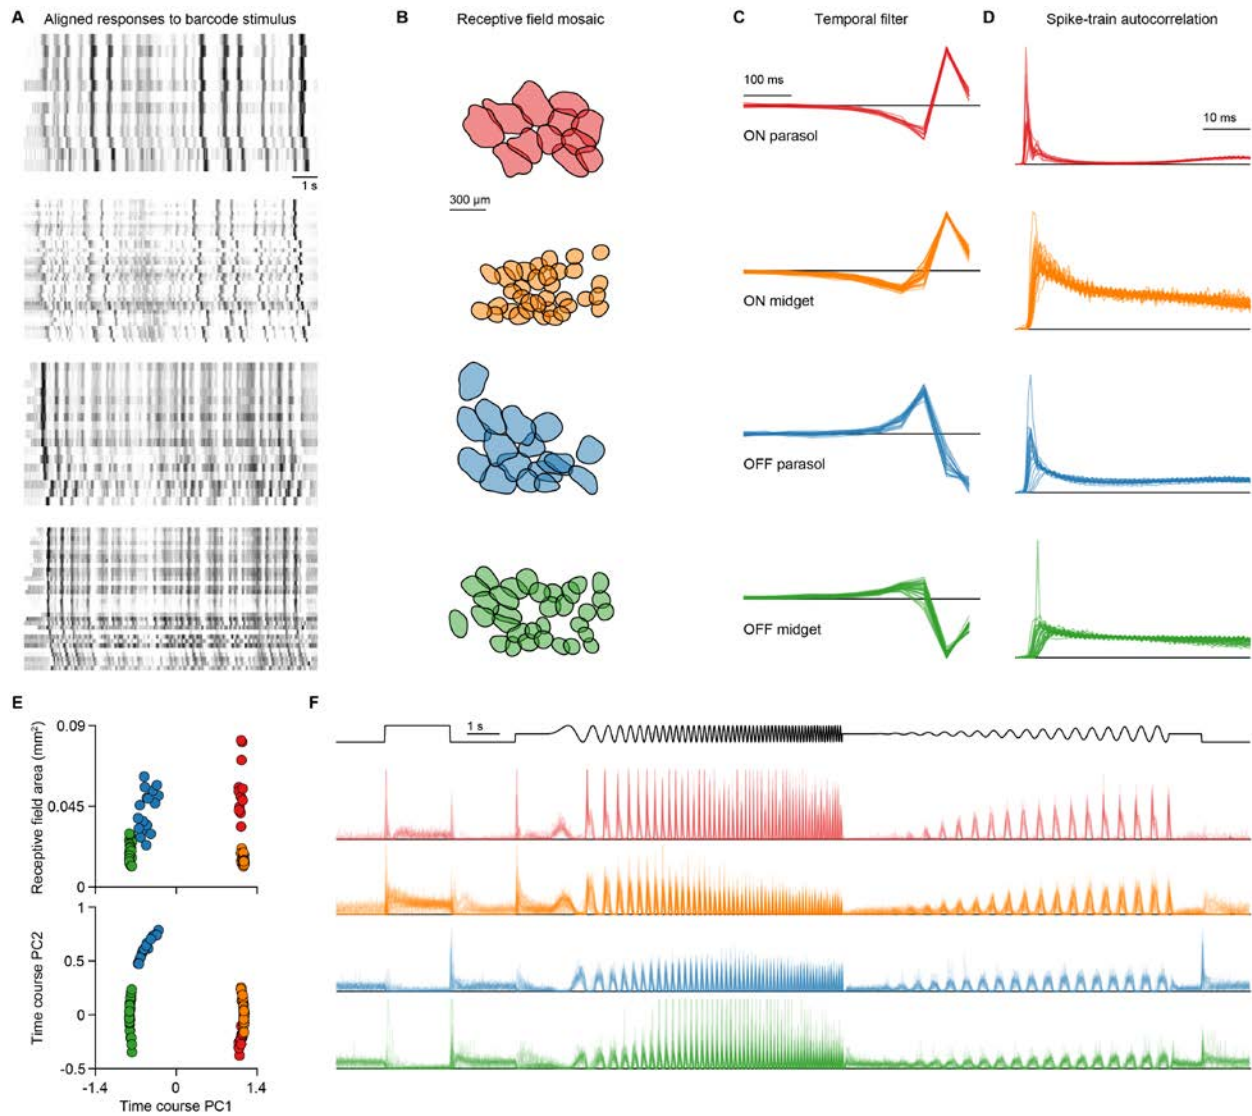 A Aligned responses to barcode stimulus
B Receptive field mosaic
C Temporal filter
D Spike-train autocorrelation
1 s
300 µm
100 ms
ON parasol
ON midget
OFF parasol
OFF midget
10 ms
E
0.09
0.045
0
Receptive field area (mm²)
1
0.5
0
-0.5
Time course PC2
-1.4 0 1.4
Time course PC1
F
1 s